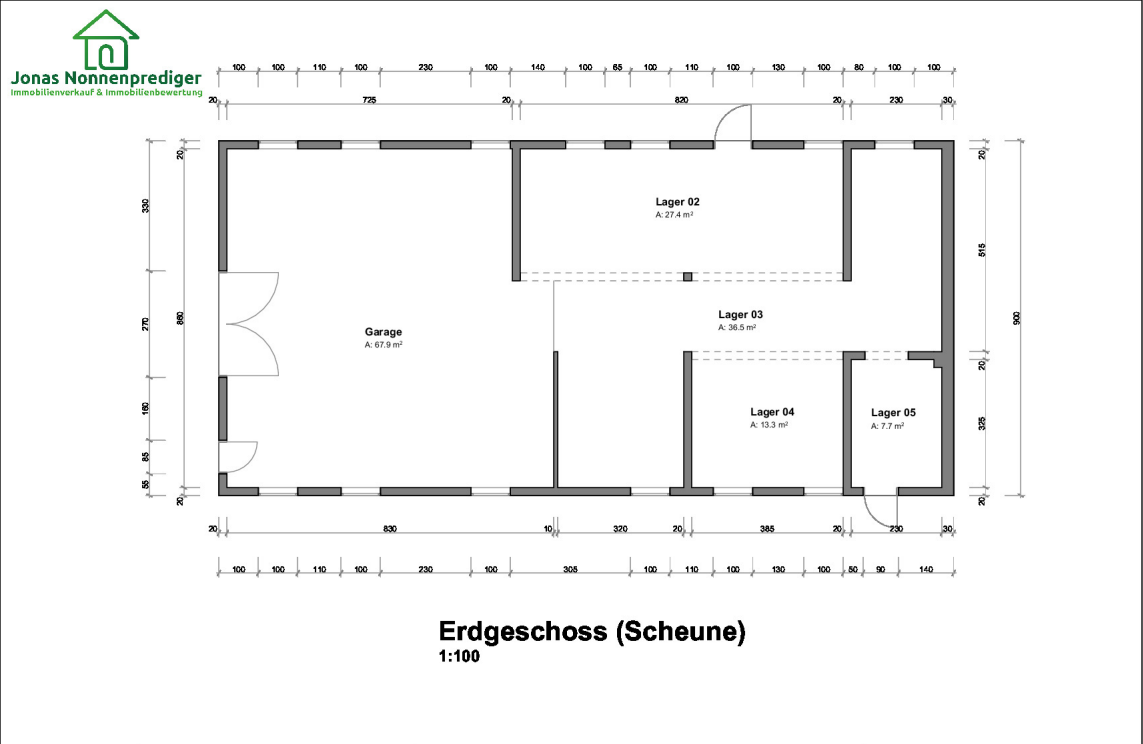 Jonas Nonnenprediger
Immobilienverkauf & Immobilienbewertung
100 100 110 100 230 100 140 100 65 100 110 100 130 100 80 100 100
20 725 20 820 20 230 30
20
330
270
860
160
85
55
20
Lager 02
A: 27.4 m²
Lager 03
A: 36.5 m²
Garage
A: 67.9 m²
Lager 04
A: 13.3 m²
Lager 05
A: 7.7 m²
20
515
900
20
325
20
20 830 10 320 20 385 20 230 30
100 100 110 100 230 100 305 100 110 100 130 100 50 90 140
Erdgeschoss (Scheune)
1:100